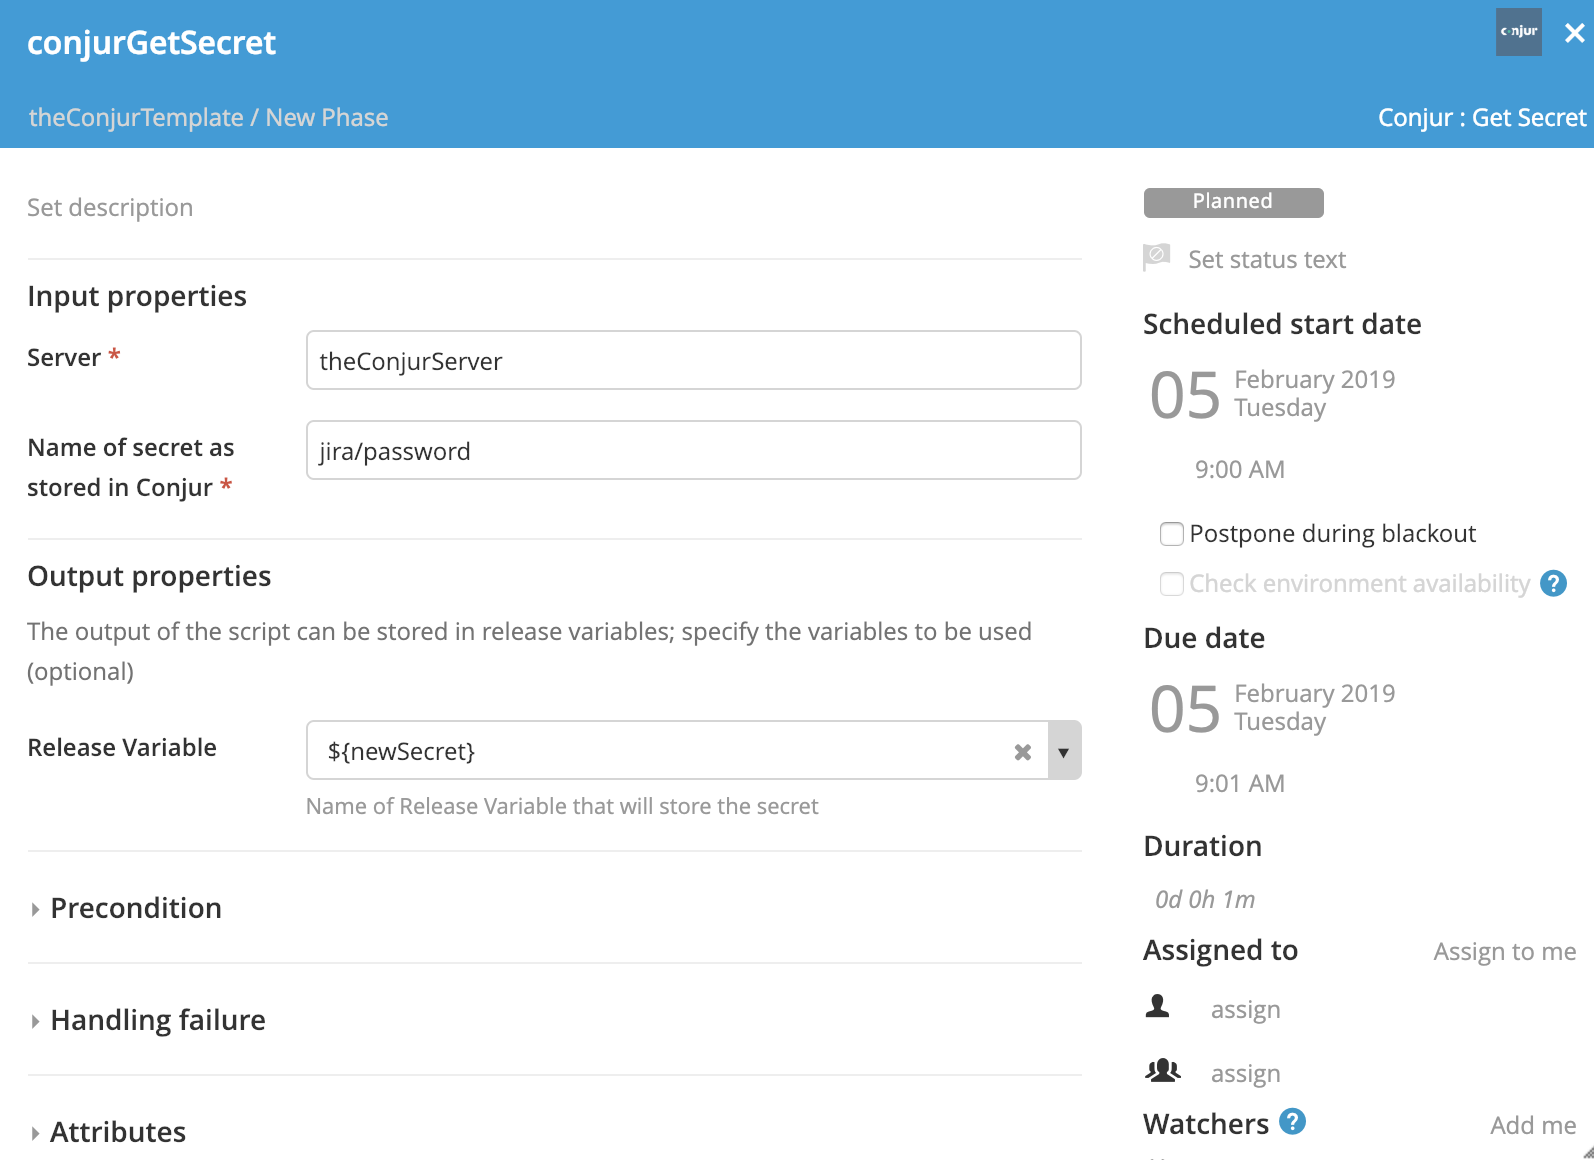 conjurGetSecret
conjur
theConjurTemplate / New Phase
Conjur : Get Secret
Set description
Input properties
Server *
theConjurServer
Name of secret as
stored in Conjur *
jira/password
Output properties
The output of the script can be stored in release variables; specify the variables to be used
(optional)
Release Variable
${newSecret}
Name of Release Variable that will store the secret
Precondition
Handling failure
Attributes
Planned
Set status text
Scheduled start date
05
February 2019
Tuesday
9:00 AM
Postpone during blackout
Check environment availability ?
Due date
05
February 2019
Tuesday
9:01 AM
Duration
0d 0h 1m
Assigned to
Assign to me
assign
assign
Watchers ?
Add me